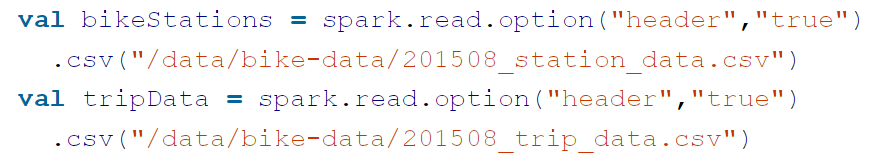 val bikeStations = spark.read.option("header","true")
.csv("/data/bike-data/201508_station_data.csv")
val tripData = spark.read.option("header","true")
.csv("/data/bike-data/201508_trip_data.csv")